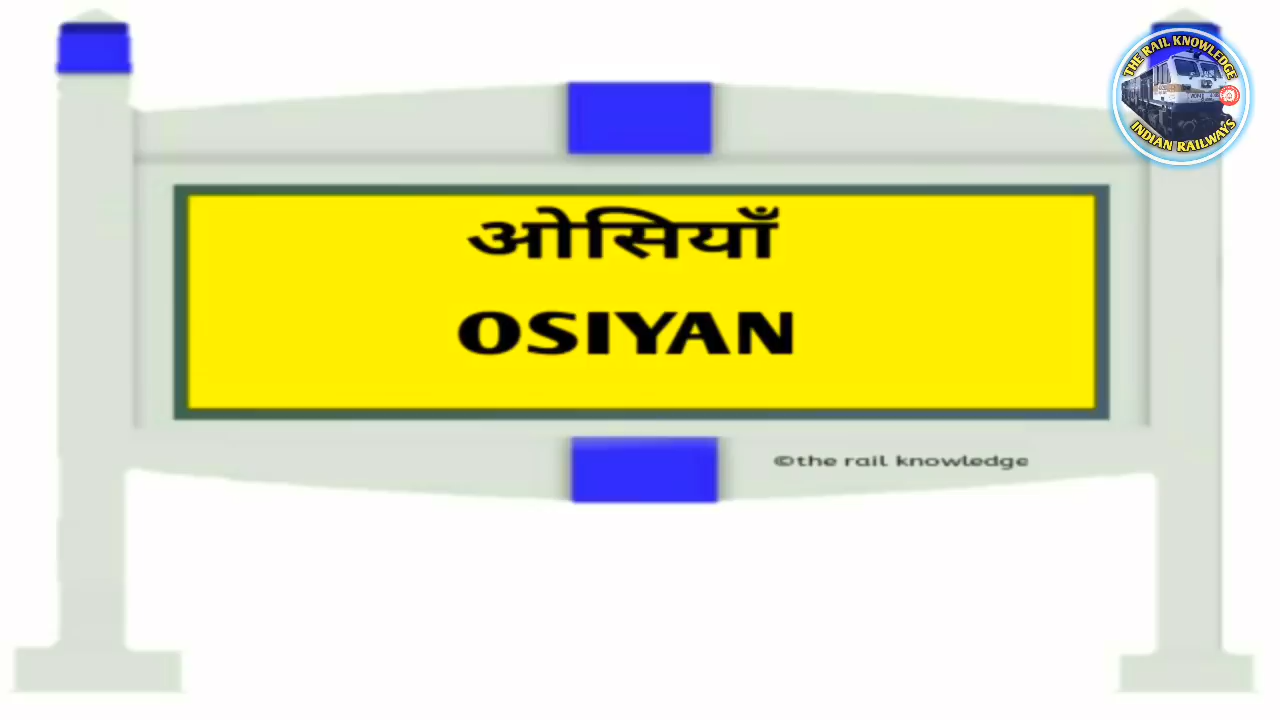 THE RAIL KNOWLEDGE
INDIAN RAILWAYS
ओसियाँ
OSIYAN
©the rail knowledge